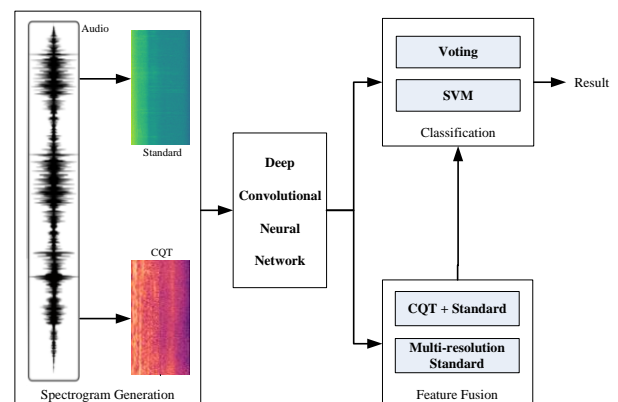 Audio
Standard
CQT
Spectrogram Generation
Deep
Convolutional
Neural
Network
Voting
SVM
Classification
Result
CQT + Standard
Multi-resolution
Standard
Feature Fusion